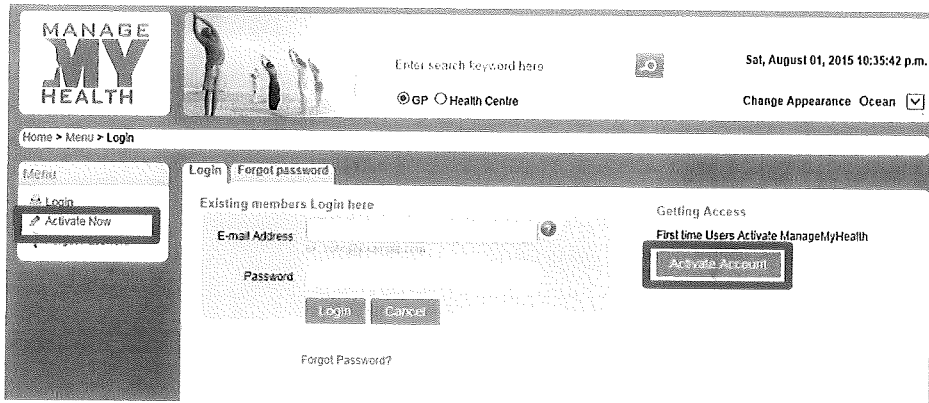 MANAGE
MY
HEALTH
Enter search keyword here
Sat, August 01, 2015 10:35:42 p.m.
GP Health Centre
Change Appearance Ocean
Home > Menu > Login
Menu
Login
Activate Now
Login Forgot password
Existing members Login here
E-mail Address
Password
Login Cancel
Forgot Password?
Getting Access
First time Users Activate ManageMyHealth
Activate Account